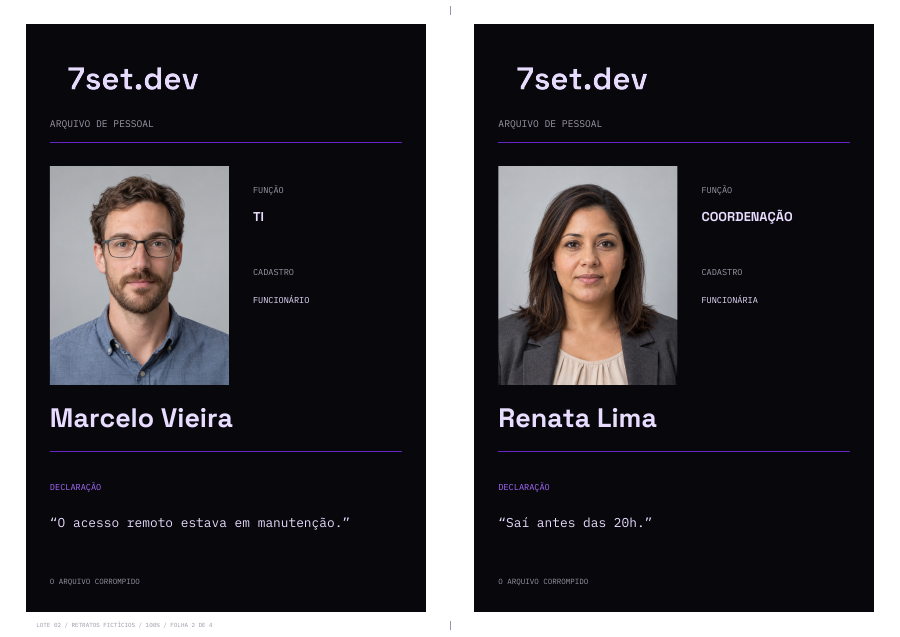 7set.dev
ARQUIVO DE PESSOAL
FUNÇÃO
TI
CADASTRO
FUNCIONÁRIO
Marcelo Vieira
DECLARAÇÃO
“O acesso remoto estava em manutenção.”
O ARQUIVO CORROMPIDO
7set.dev
ARQUIVO DE PESSOAL
FUNÇÃO
COORDENAÇÃO
CADASTRO
FUNCIONÁRIA
Renata Lima
DECLARAÇÃO
“Saí antes das 20h.”
O ARQUIVO CORROMPIDO
LOTE 02 / RETRATOS FICTÍCIOS / 100% / FOLHA 2 DE 4